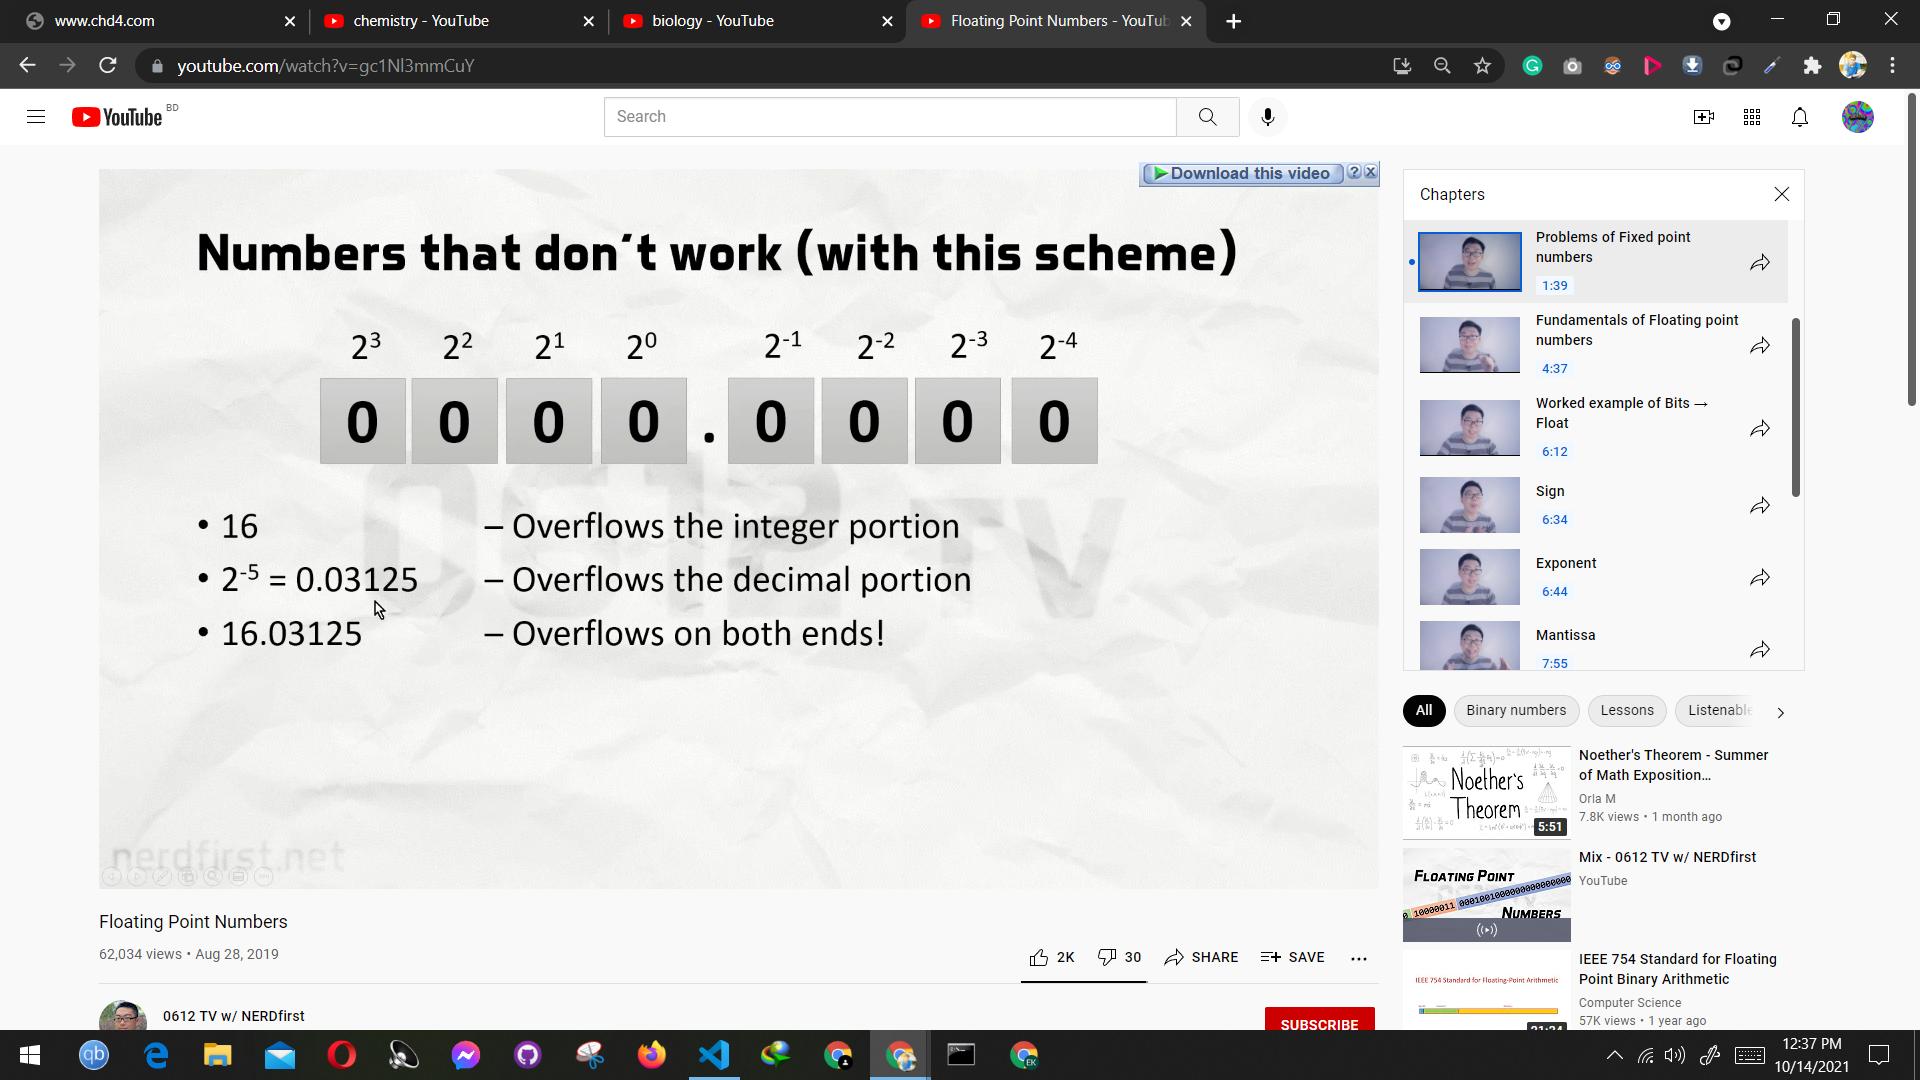 www.chd4.com
chemistry - YouTube
biology - YouTube
Floating Point Numbers - YouTub
youtube.com/watch?v=gc1Nl3mmCuY
YouTube BD
Search
Download this video
Numbers that don't work (with this scheme)
2³ 2² 2¹ 2⁰ 2⁻¹ 2⁻² 2⁻³ 2⁻⁴
0 0 0 0 . 0 0 0 0
• 16 – Overflows the integer portion
• 2⁻⁵ = 0.03125 – Overflows the decimal portion
• 16.03125 – Overflows on both ends!
0612 TV
nerdfirst.net
Floating Point Numbers
62,034 views • Aug 28, 2019
2K 30 SHARE SAVE
0612 TV w/ NERDfirst
SUBSCRIBE
Chapters
Problems of Fixed point
numbers
1:39
Fundamentals of Floating point
numbers
4:37
Worked example of Bits →
Float
6:12
Sign
6:34
Exponent
6:44
Mantissa
7:55
All Binary numbers Lessons Listenable
Noether's
Theorem
5:51
Noether's Theorem - Summer
of Math Exposition...
Orla M
7.8K views • 1 month ago
FLOATING POINT
NUMBERS
Mix - 0612 TV w/ NERDfirst
YouTube
IEEE 754 Standard for Floating-Point Arithmetic
21:34
IEEE 754 Standard for Floating
Point Binary Arithmetic
Computer Science
57K views • 1 year ago
12:37 PM
10/14/2021